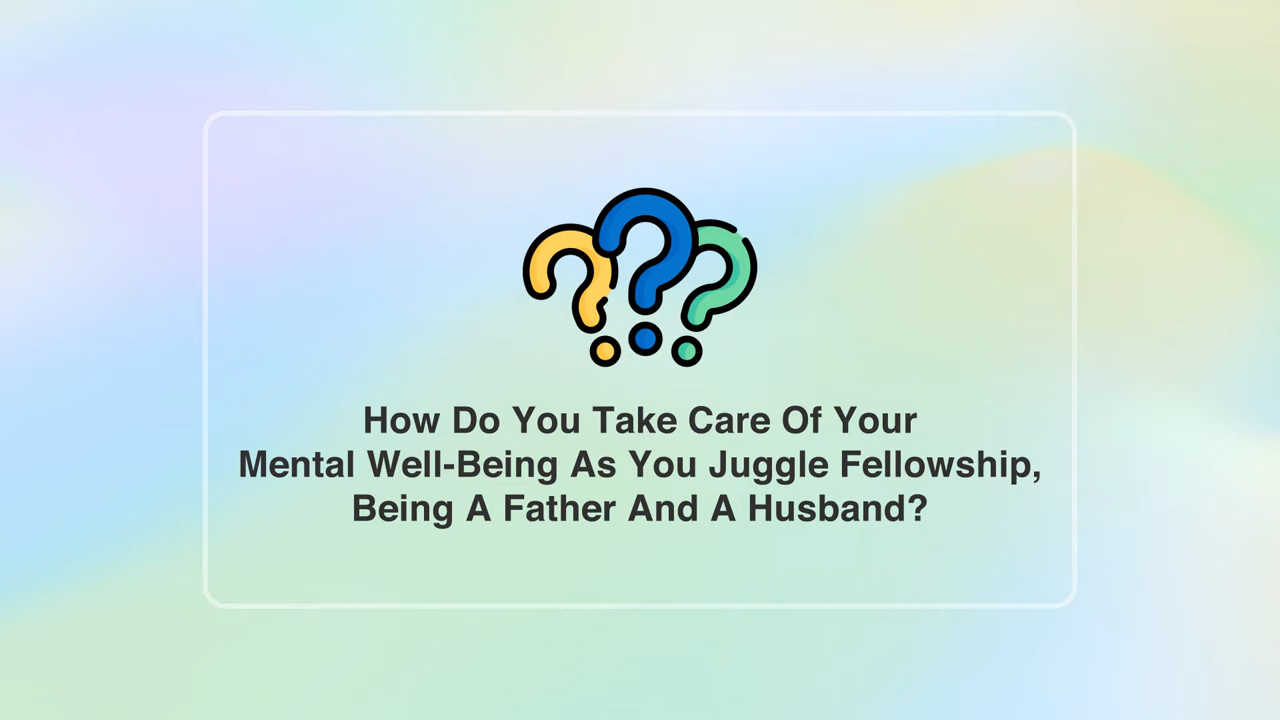 How Do You Take Care Of Your
Mental Well-Being As You Juggle Fellowship,
Being A Father And A Husband?